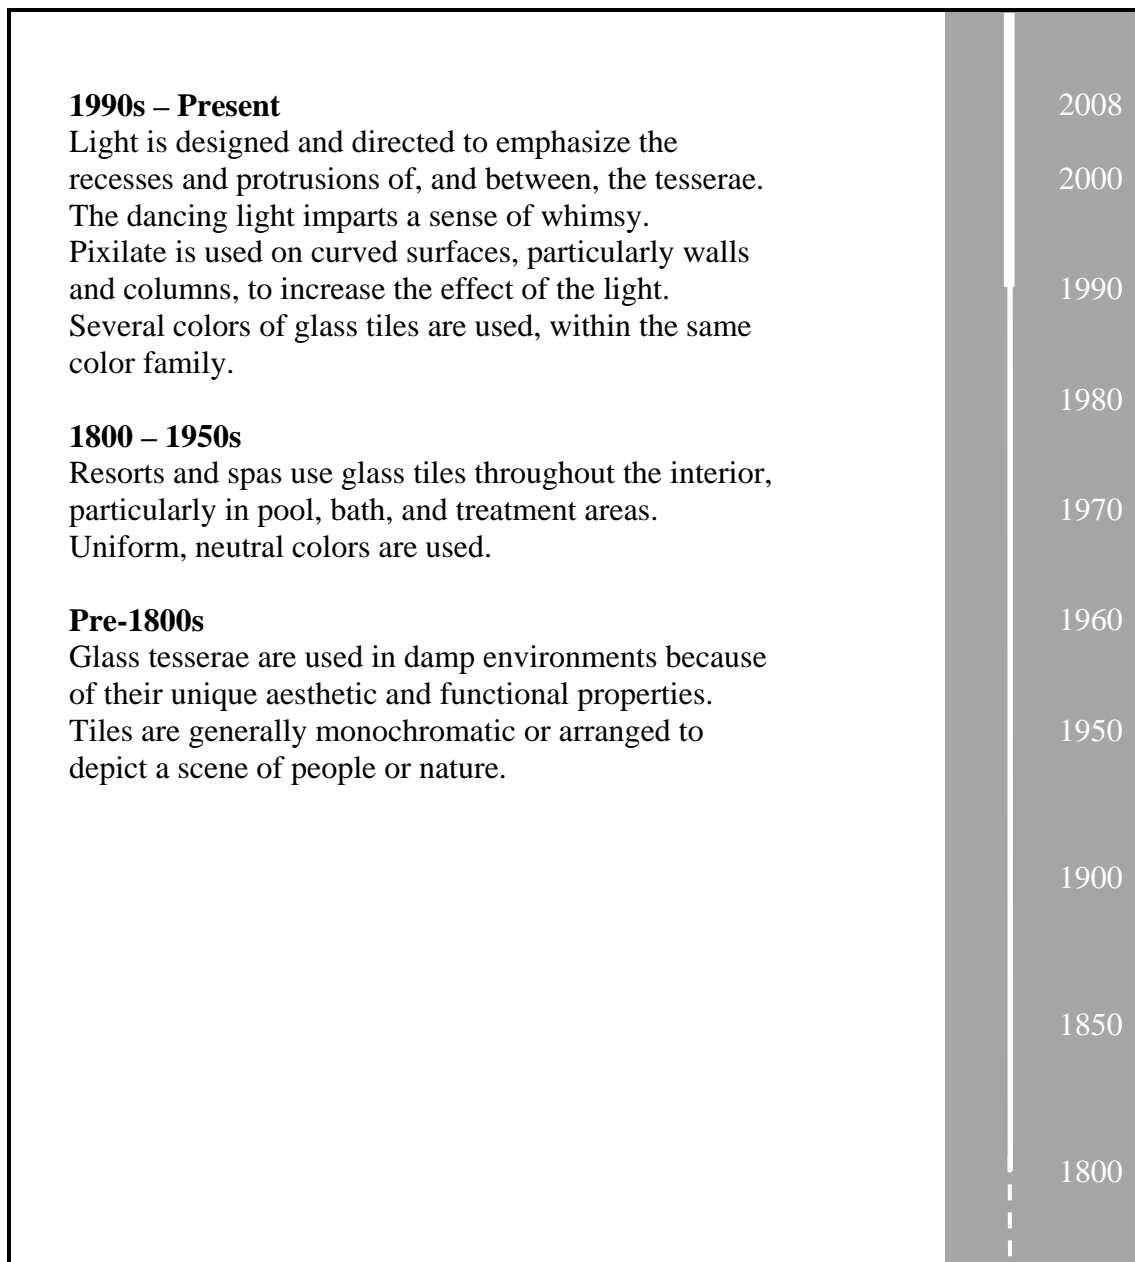 1990s – Present
Light is designed and directed to emphasize the
recesses and protrusions of, and between, the tesserae.
The dancing light imparts a sense of whimsy.
Pixilate is used on curved surfaces, particularly walls
and columns, to increase the effect of the light.
Several colors of glass tiles are used, within the same
color family.
1800 – 1950s
Resorts and spas use glass tiles throughout the interior,
particularly in pool, bath, and treatment areas.
Uniform, neutral colors are used.
Pre-1800s
Glass tesserae are used in damp environments because
of their unique aesthetic and functional properties.
Tiles are generally monochromatic or arranged to
depict a scene of people or nature.
2008
2000
1990
1980
1970
1960
1950
1900
1850
1800